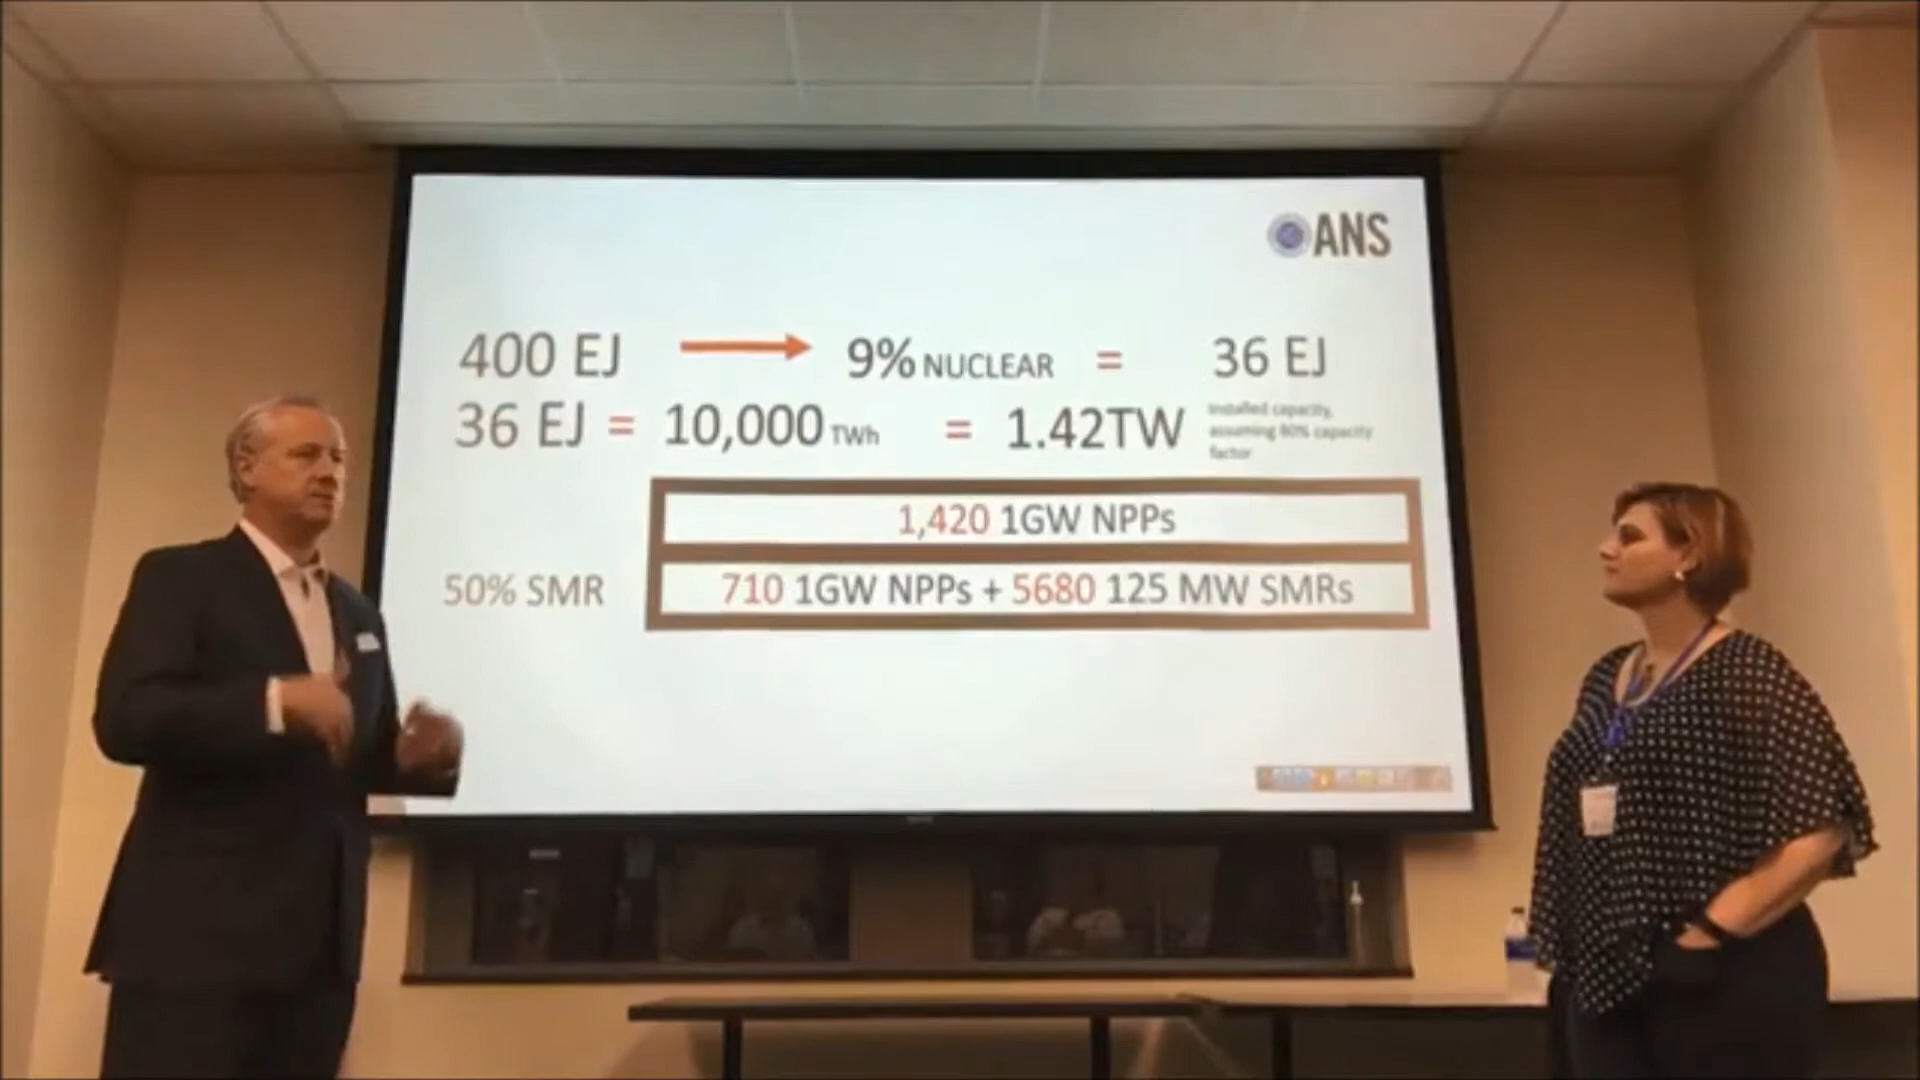 ANS
400 EJ → 9% NUCLEAR = 36 EJ
36 EJ = 10,000 TWh = 1.42TW
Installed capacity,
assuming 80% capacity
factor
1,420 1GW NPPs
50% SMR 710 1GW NPPs + 5680 125 MW SMRs